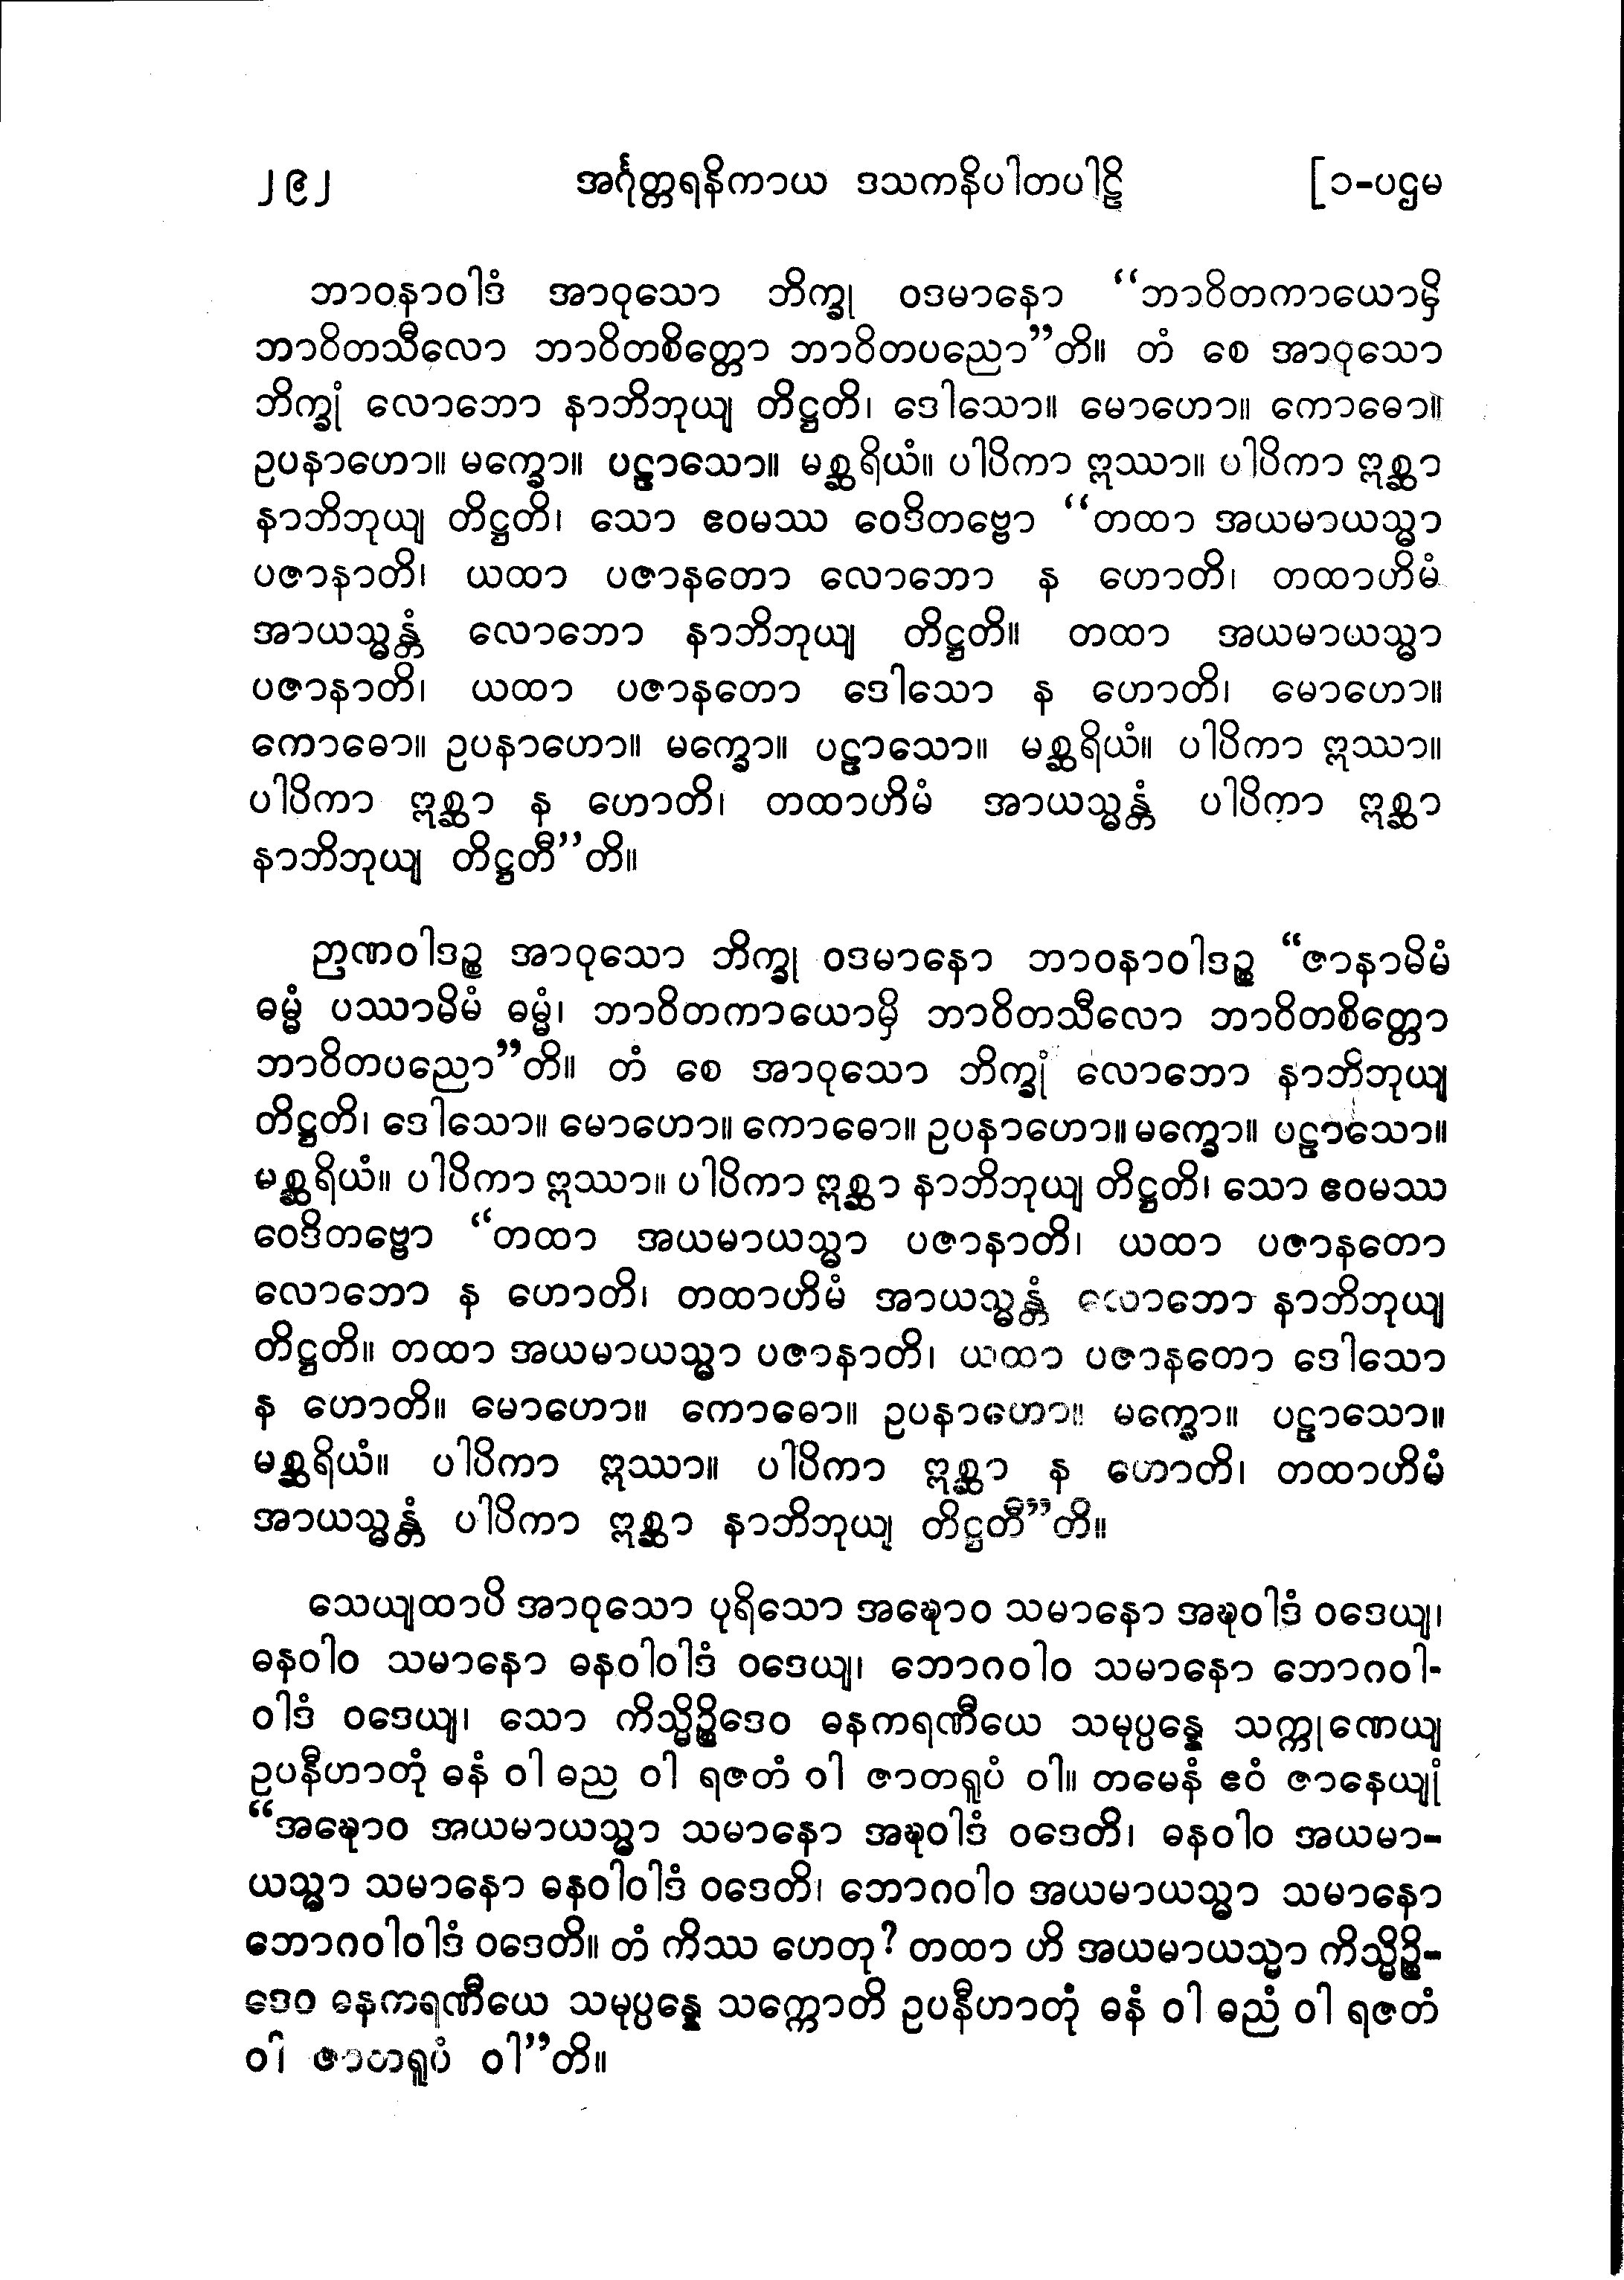 ၂၉၂ အင်္ဂုတ္တရနိကာယ ဒသကနိပါတပါဠိ [၁-ပဌမ
ဘာဝနာဝါဒံ အာဝုသော ဘိက္ခု ဝဒမာနော “ဘာဝိတကာယောမှိ
ဘာဝိတသီလော ဘာဝိတစိတ္တော ဘာဝိတပညော”တိ။ တံ စေ အာဝုသော
ဘိက္ခုံ လောဘော နာဘိဘုယျ တိဋ္ဌတိ၊ ဒေါသော။ မောဟော။ ကောဓော။
ဥပနာဟော။ မက္ခော။ ပဠာသော။ မစ္ဆရိယံ။ ပါပိကာ ဣဿာ။ ပါပိကာ ဣစ္ဆာ
နာဘိဘုယျ တိဋ္ဌတိ၊ သော ဧဝမဿ ဝေဒိတဗ္ဗော “တထာ အယမာယသ္မာ
ပဇာနာတိ၊ ယထာ ပဇာနတော လောဘော န ဟောတိ၊ တထာဟိမံ
အာယသ္မန္တံ လောဘော နာဘိဘုယျ တိဋ္ဌတိ။ တထာ အယမာယသ္မာ
ပဇာနာတိ၊ ယထာ ပဇာနတော ဒေါသော န ဟောတိ၊ မောဟော။
ကောဓော။ ဥပနာဟော။ မက္ခော။ ပဠာသော။ မစ္ဆရိယံ။ ပါပိကာ ဣဿာ။
ပါပိကာ ဣစ္ဆာ န ဟောတိ၊ တထာဟိမံ အာယသ္မန္တံ ပါပိကာ ဣစ္ဆာ
နာဘိဘုယျ တိဋ္ဌတီ”တိ။
ဉာဏဝါဒဉ္စ အာဝုသော ဘိက္ခု ဝဒမာနော ဘာဝနာဝါဒဉ္စ “ဇာနာမိမံ
ဓမ္မံ ပဿာမိမံ ဓမ္မံ၊ ဘာဝိတကာယောမှိ ဘာဝိတသီလော ဘာဝိတစိတ္တော
ဘာဝိတပညော”တိ။ တံ စေ အာဝုသော ဘိက္ခုံ လောဘော နာဘိဘုယျ
တိဋ္ဌတိ၊ ဒေါသော။ မောဟော။ ကောဓော။ ဥပနာဟော။ မက္ခော။ ပဠာသော။
မစ္ဆရိယံ။ ပါပိကာ ဣဿာ။ ပါပိကာ ဣစ္ဆာ နာဘိဘုယျ တိဋ္ဌတိ၊ သော ဧဝမဿ
ဝေဒိတဗ္ဗော “တထာ အယမာယသ္မာ ပဇာနာတိ၊ ယထာ ပဇာနတော
လောဘော န ဟောတိ၊ တထာဟိမံ အာယသ္မန္တံ လောဘော နာဘိဘုယျ
တိဋ္ဌတိ။ တထာ အယမာယသ္မာ ပဇာနာတိ၊ ယထာ ပဇာနတော ဒေါသော
န ဟောတိ။ မောဟော။ ကောဓော။ ဥပနာဟော။ မက္ခော။ ပဠာသော။
မစ္ဆရိယံ။ ပါပိကာ ဣဿာ။ ပါပိကာ ဣစ္ဆာ န ဟောတိ၊ တထာဟိမံ
အာယသ္မန္တံ ပါပိကာ ဣစ္ဆာ နာဘိဘုယျ တိဋ္ဌတီ”တိ။
သေယျထာပိ အာဝုသော ပုရိသော အဍ္ဎောဝ သမာနော အဍ္ဎဝါဒံ ဝဒေယျ၊
ဓနဝါဝ သမာနော ဓနဝါဝါဒံ ဝဒေယျ၊ ဘောဂဝါဝ သမာနော ဘောဂဝါ-
ဝါဒံ ဝဒေယျ၊ သော ကိသ္မိဉ္စိဒေဝ ဓနကရဏီယေ သမုပ္ပန္နေ သက္ကုဏေယျ
ဥပနီဟာတုံ ဓနံ ဝါ ဓည ဝါ ရဇတံ ဝါ ဇာတရူပံ ဝါ။ တမေနံ ဧဝံ ဇာနေယျုံ
“အဍ္ဎောဝ အယမာယသ္မာ သမာနော အဍ္ဎဝါဒံ ဝဒေတိ၊ ဓနဝါဝ အယမာ-
ယသ္မာ သမာနော ဓနဝါဝါဒံ ဝဒေတိ၊ ဘောဂဝါဝ အယမာယသ္မာ သမာနော
ဘောဂဝါဝါဒံ ဝဒေတိ။ တံ ကိဿ ဟေတု? တထာ ဟိ အယမာယသ္မာ ကိသ္မိဉ္စိ-
ဒေဝ ဓနကရဏီယေ သမုပ္ပန္နေ သက္ကောတိ ဥပနီဟာတုံ ဓနံ ဝါ ဓညံ ဝါ ရဇတံ
ဝါ ဇာတရူပံ ဝါ”တိ။